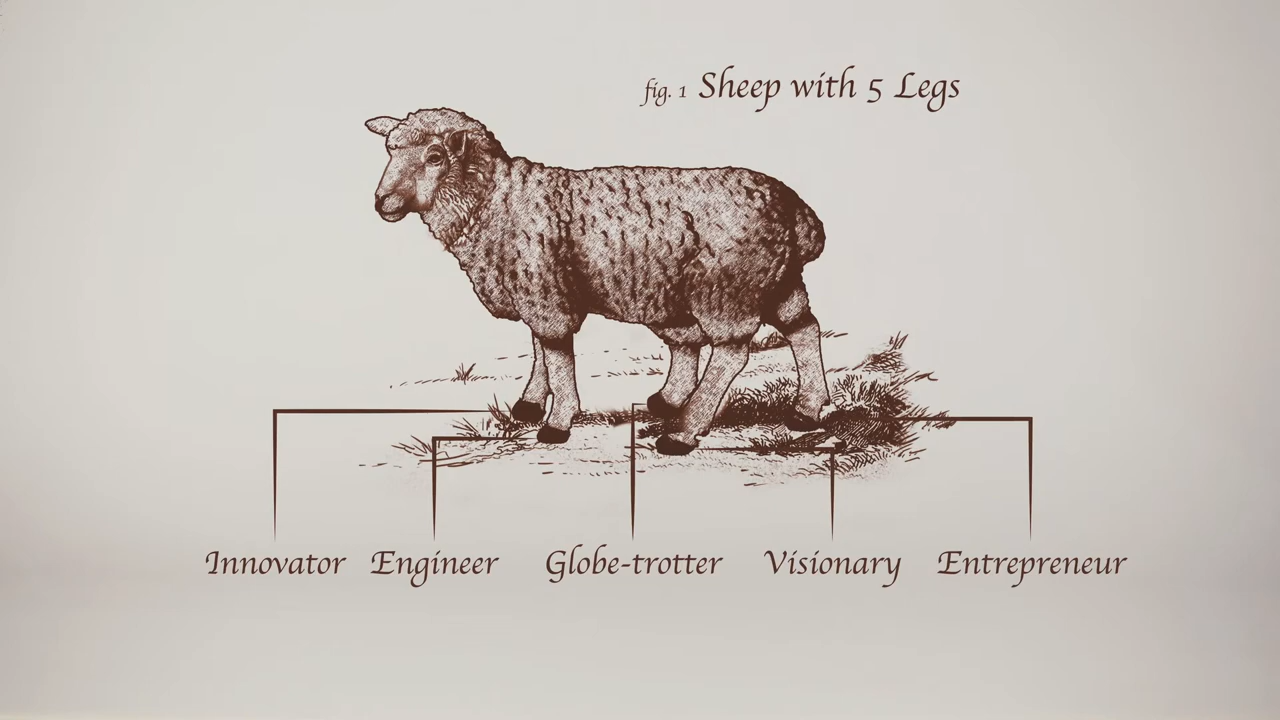 fig. 1 Sheep with 5 Legs
Innovator Engineer Globe-trotter Visionary Entrepreneur